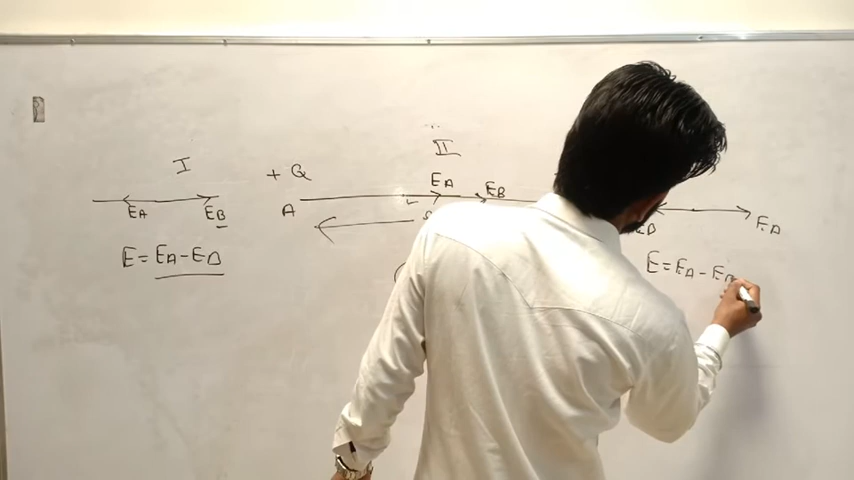 I
II
+ Q
EA
EB
EA
EB
A
EA
E = EA - EB
E = EA - EB